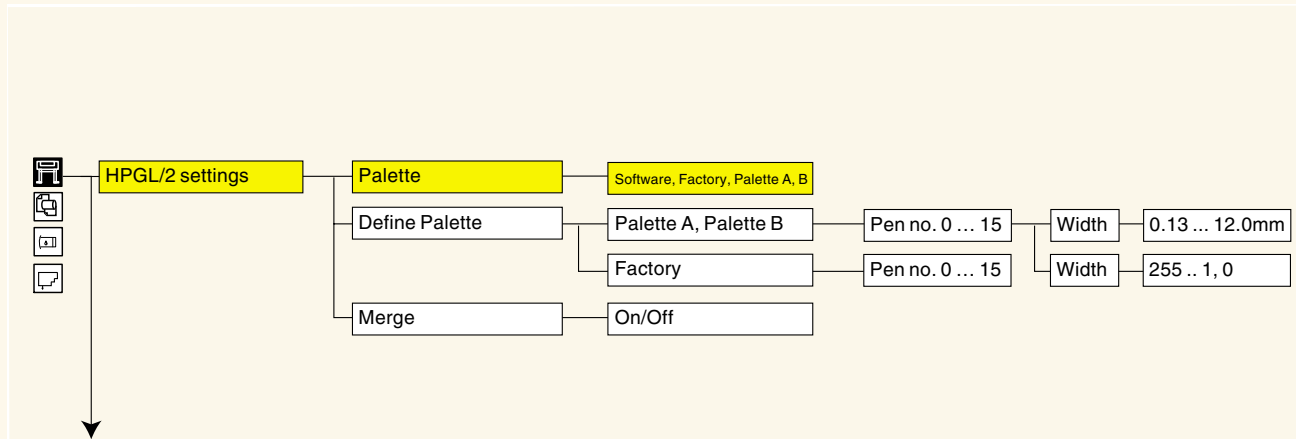 HPGL/2 settings
Palette
Software, Factory, Palette A, B
Define Palette
Palette A, Palette B
Pen no. 0 ... 15
Width
0.13 ... 12.0mm
Factory
Pen no. 0 ... 15
Width
255 .. 1, 0
Merge
On/Off